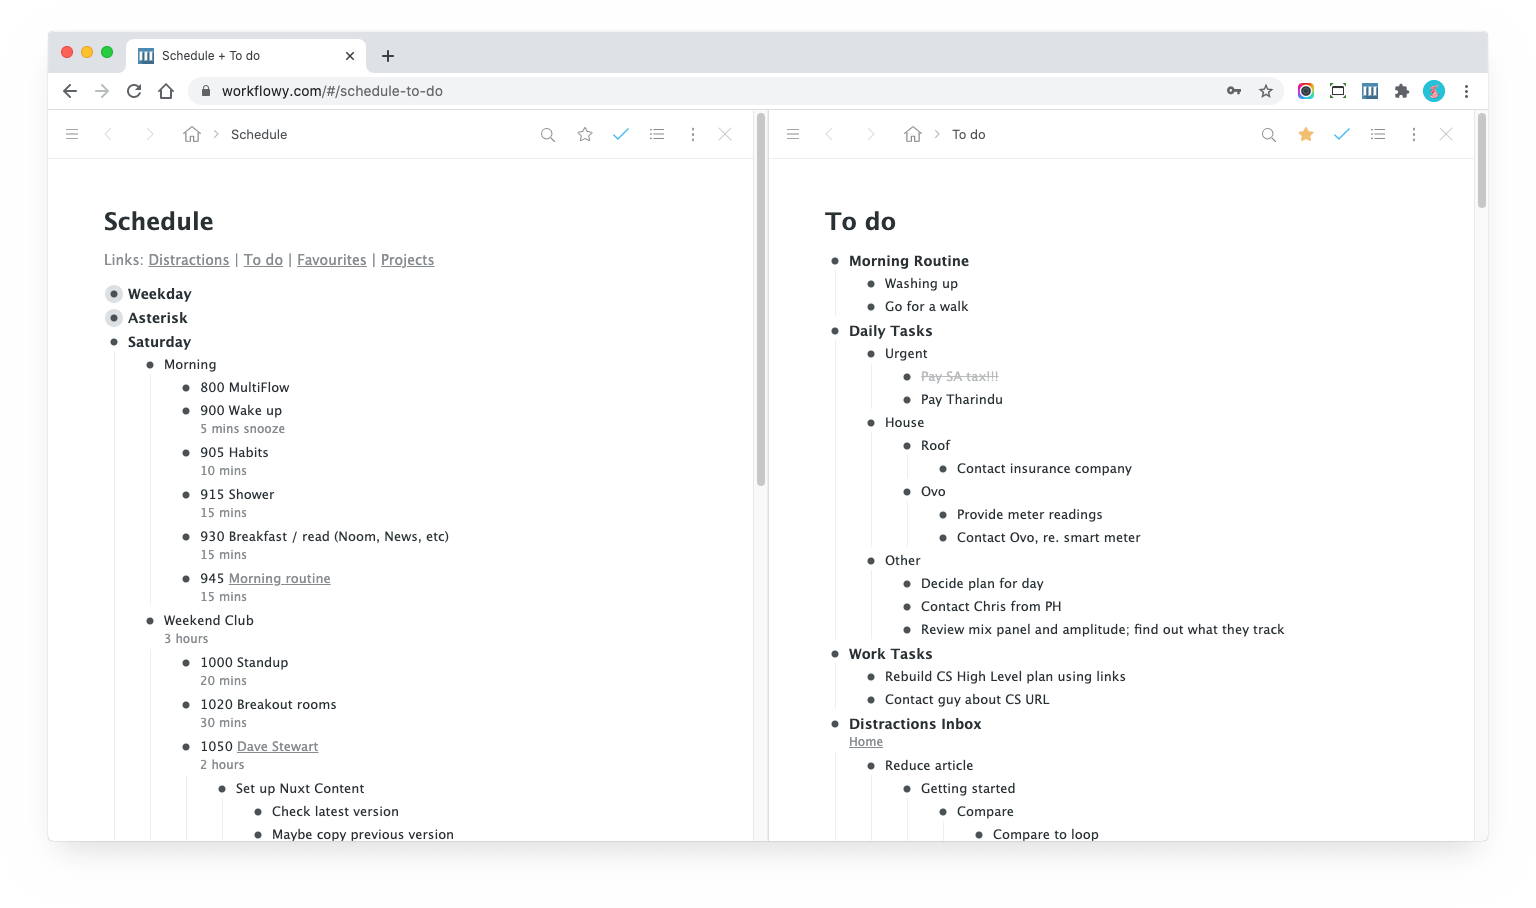 Schedule + To do
workflowy.com/#/schedule-to-do
Schedule
Schedule
Links: Distractions | To do | Favourites | Projects
Weekday
Asterisk
Saturday
Morning
800 MultiFlow
900 Wake up
5 mins snooze
905 Habits
10 mins
915 Shower
15 mins
930 Breakfast / read (Noom, News, etc)
15 mins
945 Morning routine
15 mins
Weekend Club
3 hours
1000 Standup
20 mins
1020 Breakout rooms
30 mins
1050 Dave Stewart
2 hours
Set up Nuxt Content
Check latest version
Maybe copy previous version
To do
To do
Morning Routine
Washing up
Go for a walk
Daily Tasks
Urgent
Pay SA tax!!!
Pay Tharindu
House
Roof
Contact insurance company
Ovo
Provide meter readings
Contact Ovo, re. smart meter
Other
Decide plan for day
Contact Chris from PH
Review mix panel and amplitude; find out what they track
Work Tasks
Rebuild CS High Level plan using links
Contact guy about CS URL
Distractions Inbox
Home
Reduce article
Getting started
Compare
Compare to loop